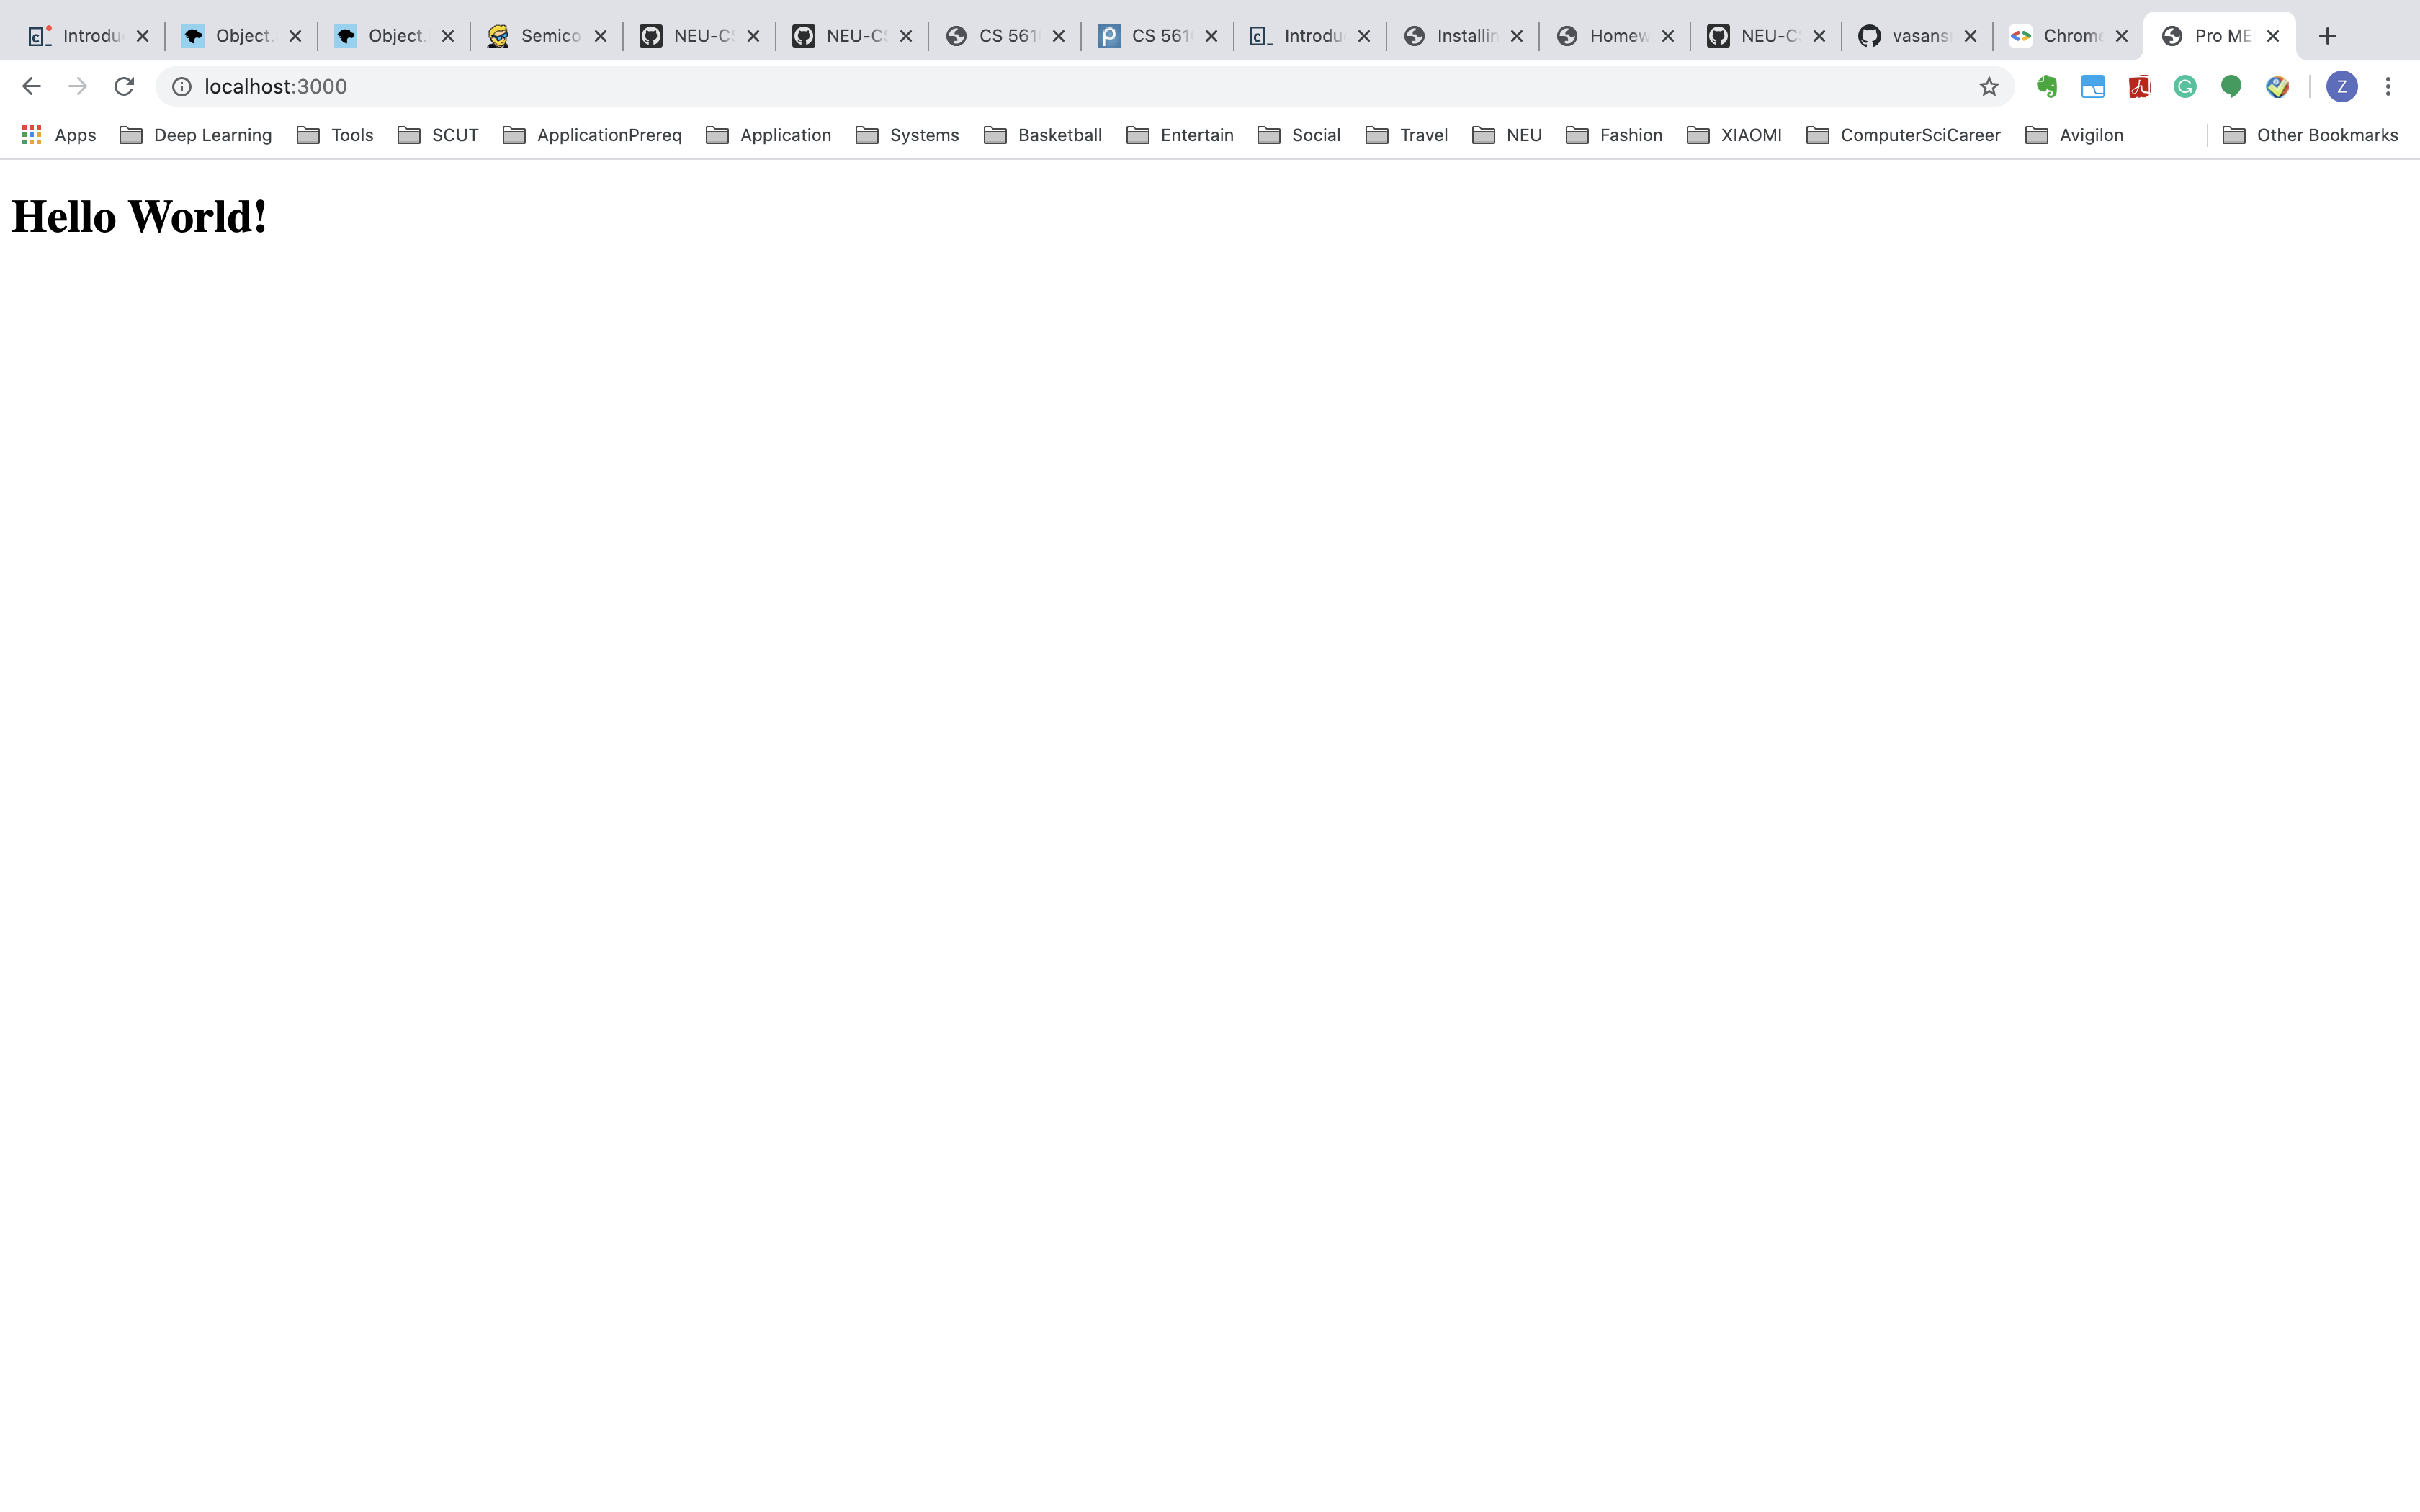 Introdu Object. Object. Semico NEU-CS NEU-CS CS 561 CS 561 Introdu Installin Homew NEU-C vasans Chrome Pro ME
localhost:3000 Z
Apps Deep Learning Tools SCUT ApplicationPrereq Application Systems Basketball Entertain Social Travel NEU Fashion XIAOMI ComputerSciCareer Avigilon Other Bookmarks
Hello World!